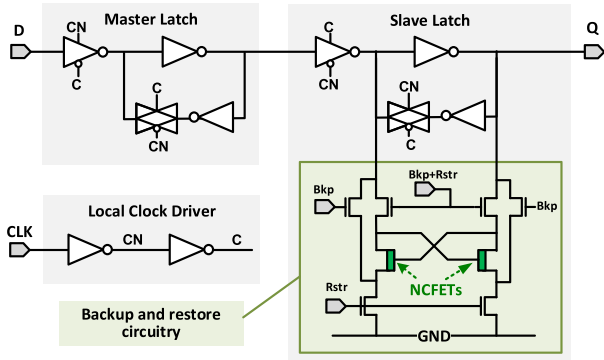 Master Latch
Slave Latch
D
CN
C
C
CN
C
CN
Q
C
CN
C
Bkp+Rstr
Bkp
Bkp
Local Clock Driver
CLK
CN
C
NCFETs
Rstr
Backup and restore
circuitry
GND